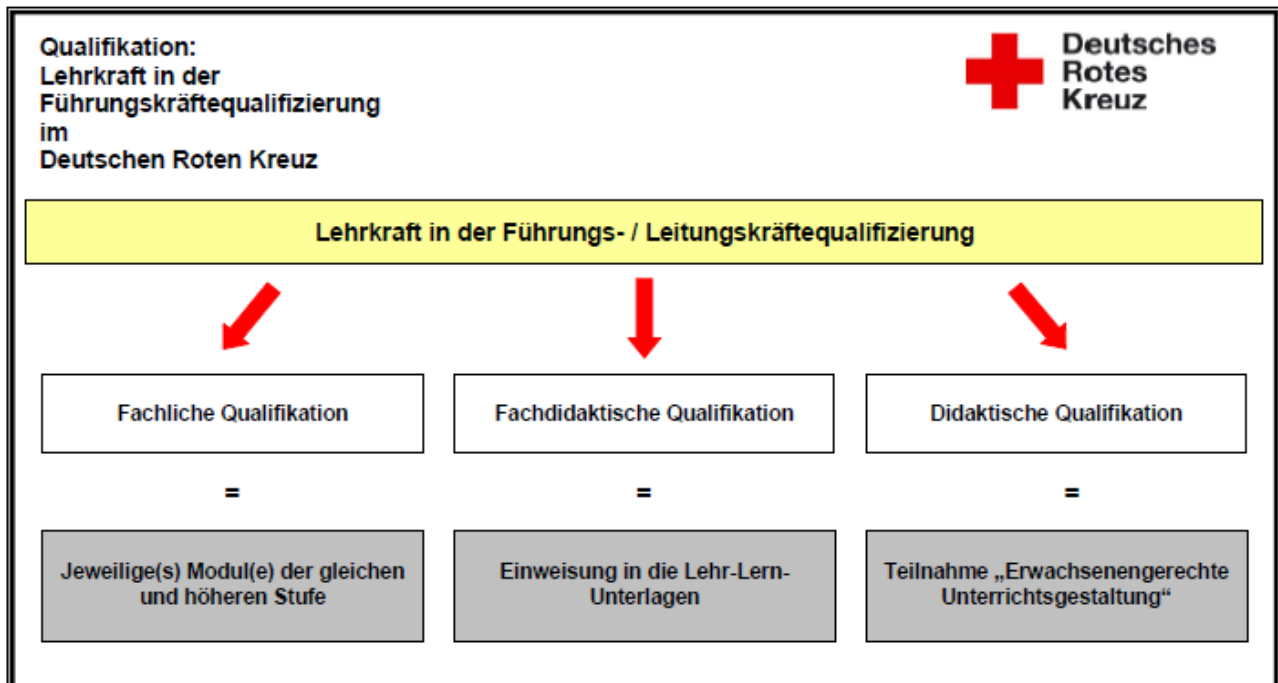 Qualifikation:
Lehrkraft in der
Führungskräftequalifizierung
im
Deutschen Roten Kreuz
Deutsches
Rotes
Kreuz
Lehrkraft in der Führungs- / Leitungskräftequalifizierung
Fachliche Qualifikation
Fachdidaktische Qualifikation
Didaktische Qualifikation
=
=
=
Jeweilige(s) Modul(e) der gleichen
und höheren Stufe
Einweisung in die Lehr-Lern-
Unterlagen
Teilnahme „Erwachsenengerechte
Unterrichtsgestaltung“